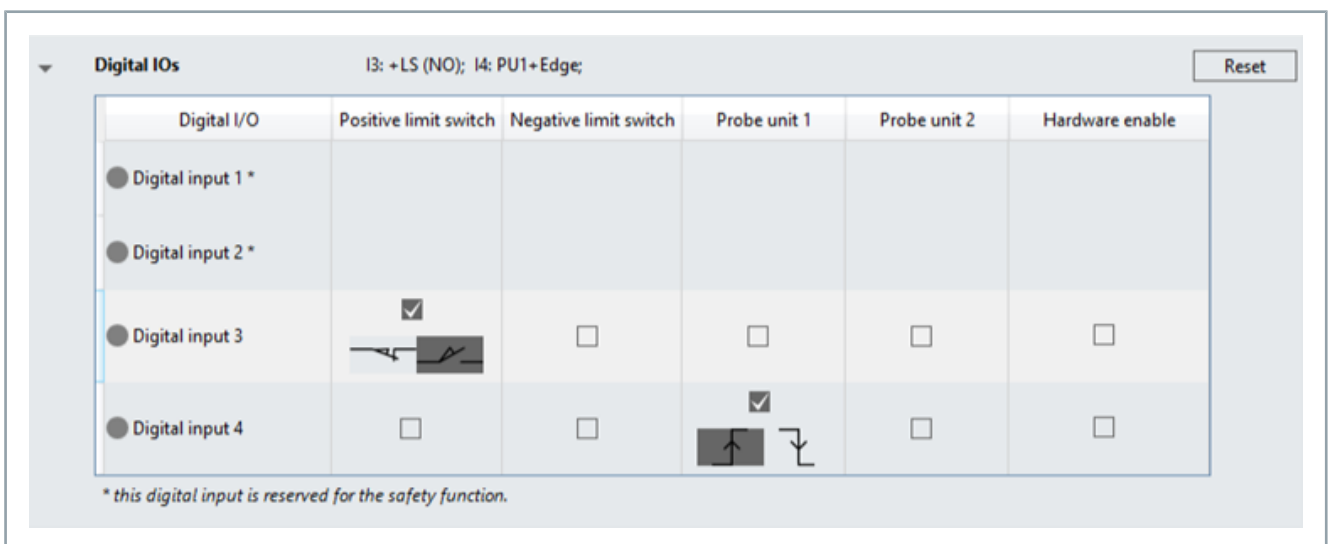 Digital IOs I3: +LS (NO); I4: PU1+Edge; Reset
Digital I/O Positive limit switch Negative limit switch Probe unit 1 Probe unit 2 Hardware enable
Digital input 1 *
Digital input 2 *
Digital input 3
Digital input 4
* this digital input is reserved for the safety function.